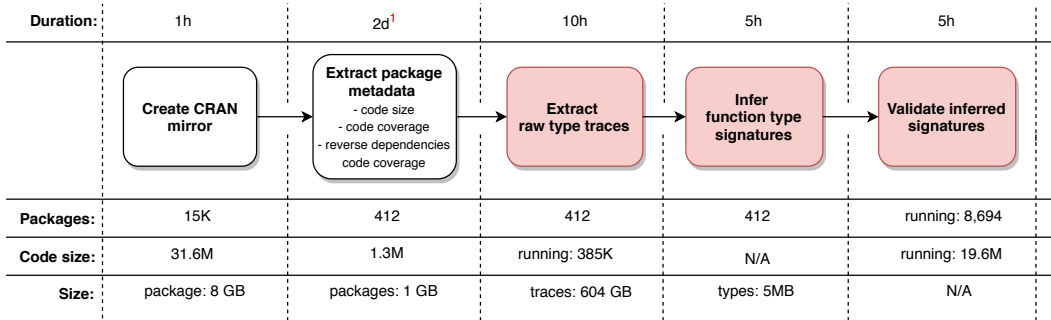 Duration: 1h 2d1 10h 5h 5h
Create CRAN
mirror
Extract package
metadata
- code size
- code coverage
- reverse dependencies
code coverage
Extract
raw type traces
Infer
function type
signatures
Validate inferred
signatures
Packages: 15K 412 412 412 running: 8,694
Code size: 31.6M 1.3M running: 385K N/A running: 19.6M
Size: package: 8 GB packages: 1 GB traces: 604 GB types: 5MB N/A